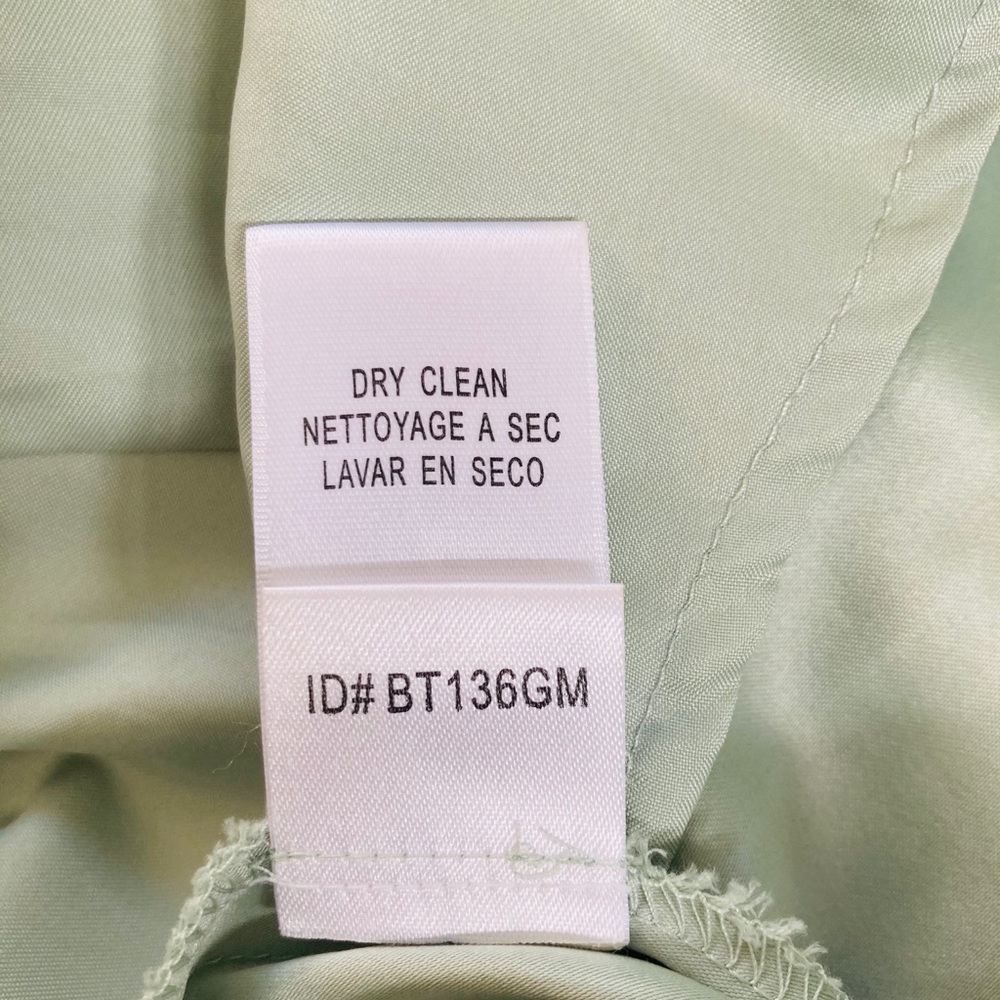 DRY CLEAN
NETTOYAGE A SEC
LAVAR EN SECO
ID# BT136GM